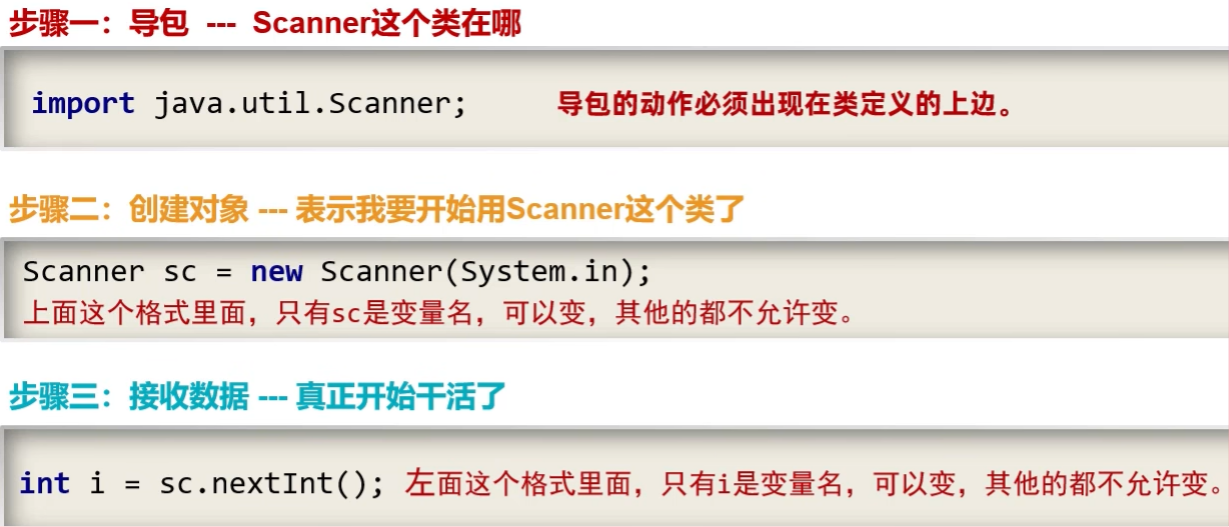 步骤一：导包 --- Scanner这个类在哪
import java.util.Scanner; 导包的动作必须出现在类定义的上边。
步骤二：创建对象 --- 表示我要开始用Scanner这个类了
Scanner sc = new Scanner(System.in);
上面这个格式里面，只有sc是变量名，可以变，其他的都不允许变。
步骤三：接收数据 --- 真正开始干活了
int i = sc.nextInt(); 左面这个格式里面，只有i是变量名，可以变，其他的都不允许变。